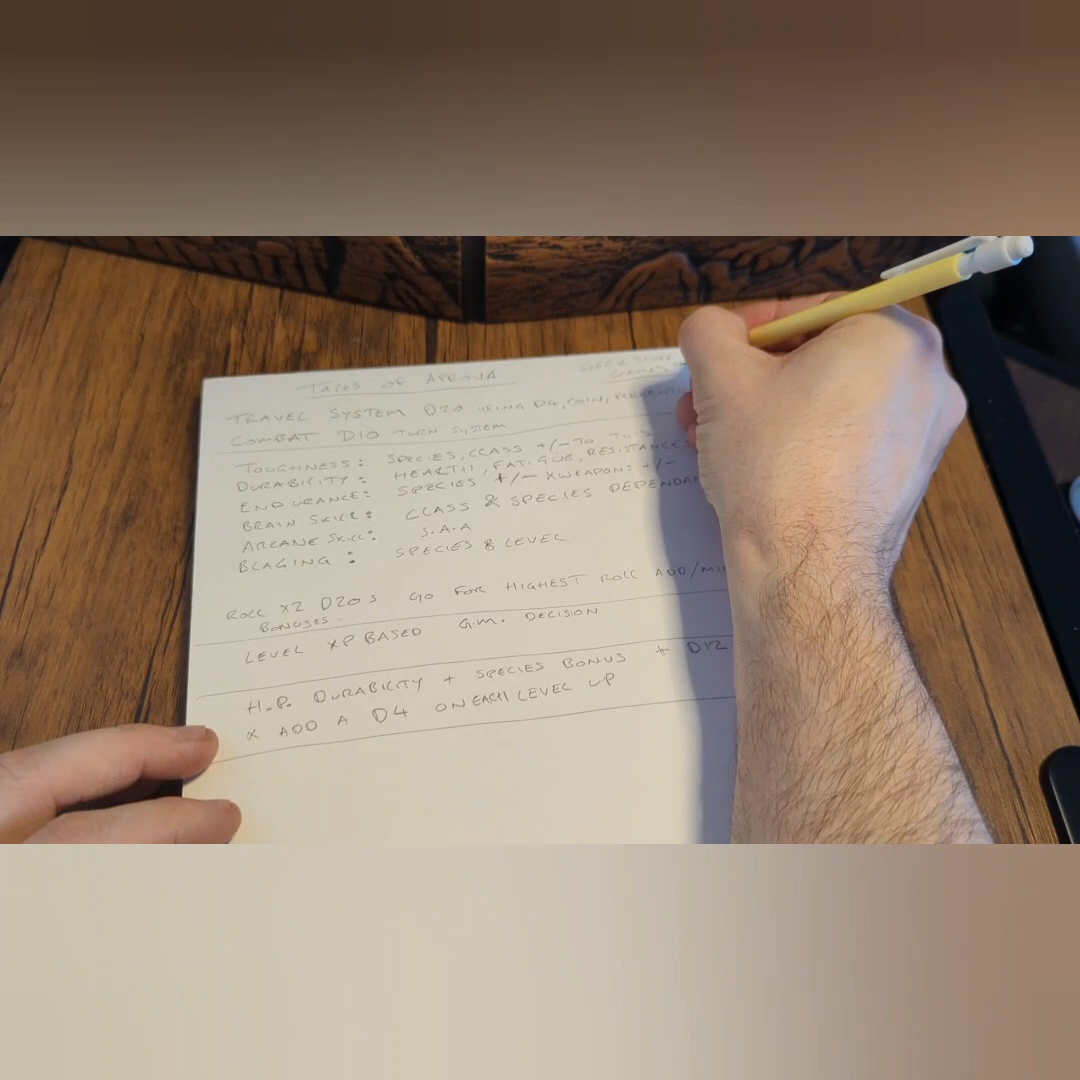 TALES OF APROJA
TRAVEL SYSTEM D20 USING D4, COIN,
COMBAT D10 TURN SYSTEM.
TOUGHNESS: SPECIES, CLASS +/- TO THIS
DURABILITY: HEALTH, FATIGUE, RESISTANCE
ENDURANCE: SPECIES +/- XWEAPONS +/-
BRAIN SKILL: CLASS & SPECIES
ARCANE SKILL: S.A.A
BLAGING: SPECIES & LEVEL
ROLL X2 D20s GO FOR HIGHEST ROLL ADD/
BONUSES.
LEVEL XP BASED G.M. DECISION
H.P. DURABILITY + SPECIES BONUS + D12
& ADD A D4 ON EACH LEVEL UP